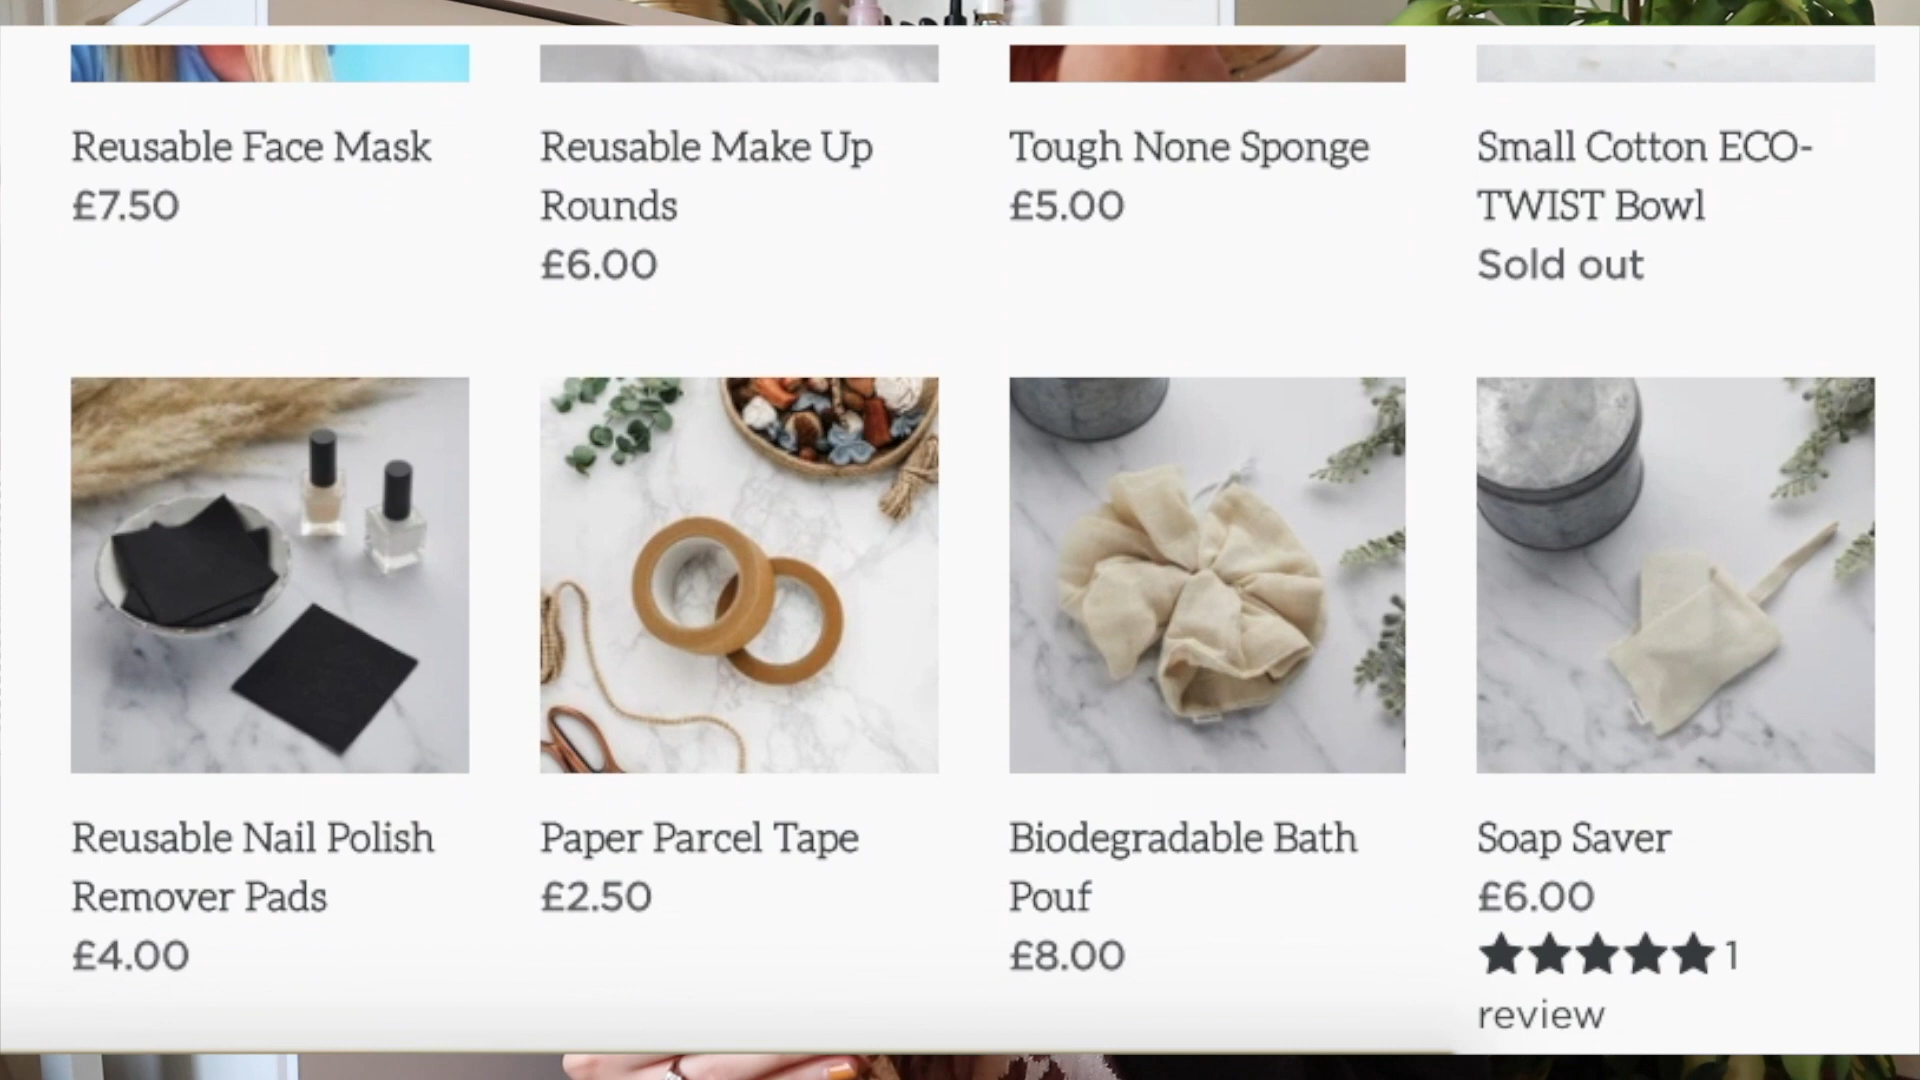 Reusable Face Mask
£7.50
Reusable Make Up
Rounds
£6.00
Tough None Sponge
£5.00
Small Cotton ECO-
TWIST Bowl
Sold out
Reusable Nail Polish
Remover Pads
£4.00
Paper Parcel Tape
£2.50
Biodegradable Bath
Pouf
£8.00
Soap Saver
£6.00
★★★★★ 1
review